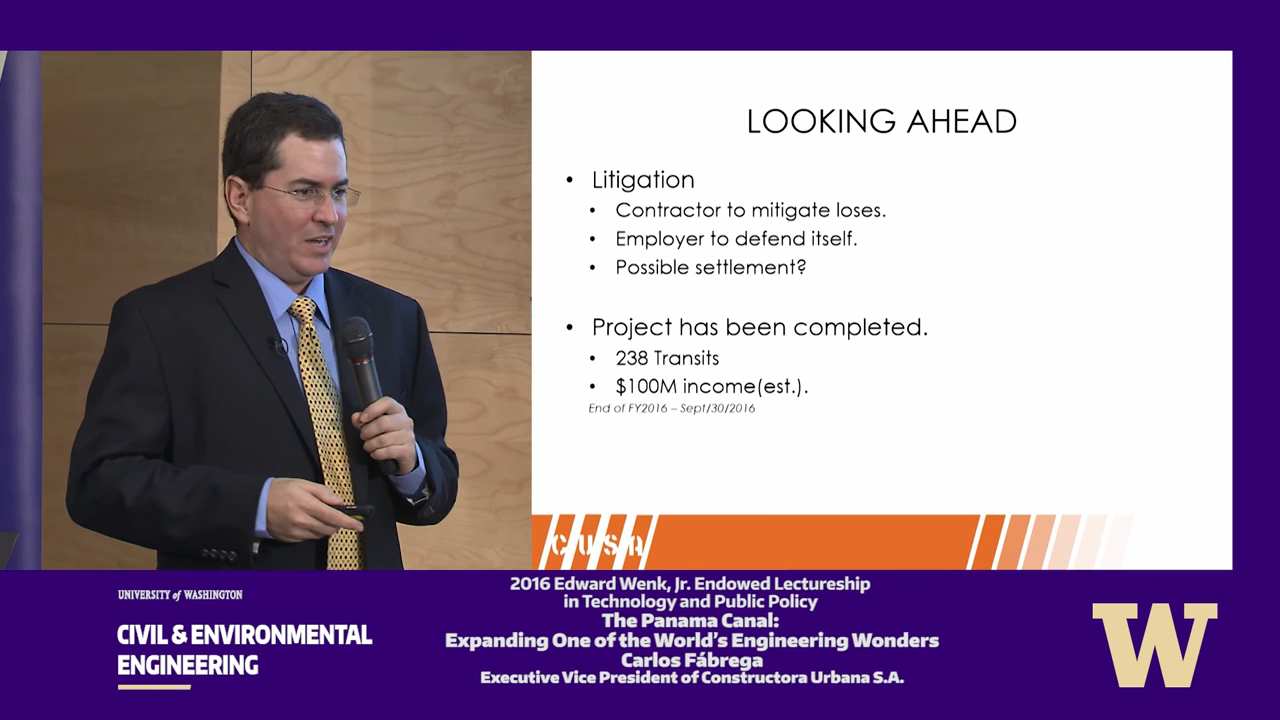 LOOKING AHEAD
• Litigation
• Contractor to mitigate loses.
• Employer to defend itself.
• Possible settlement?
• Project has been completed.
• 238 Transits
• $100M income(est.).
End of FY2016 – Sept/30/2016
CUSA
UNIVERSITY of WASHINGTON
CIVIL & ENVIRONMENTAL
ENGINEERING
2016 Edward Wenk, Jr. Endowed Lectureship
in Technology and Public Policy
The Panama Canal:
Expanding One of the World's Engineering Wonders
Carlos Fábrega
Executive Vice President of Constructora Urbana S.A.
W